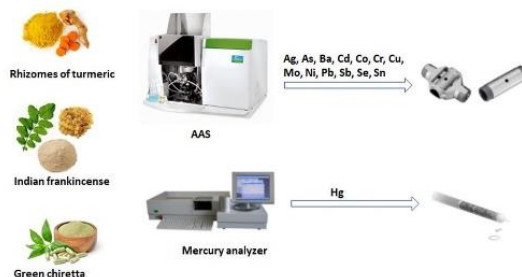 Rhizomes of turmeric
AAS
Ag, As, Ba, Cd, Co, Cr, Cu,
Mo, Ni, Pb, Sb, Se, Sn
Indian frankincense
Mercury analyzer
Hg
Green chiretta